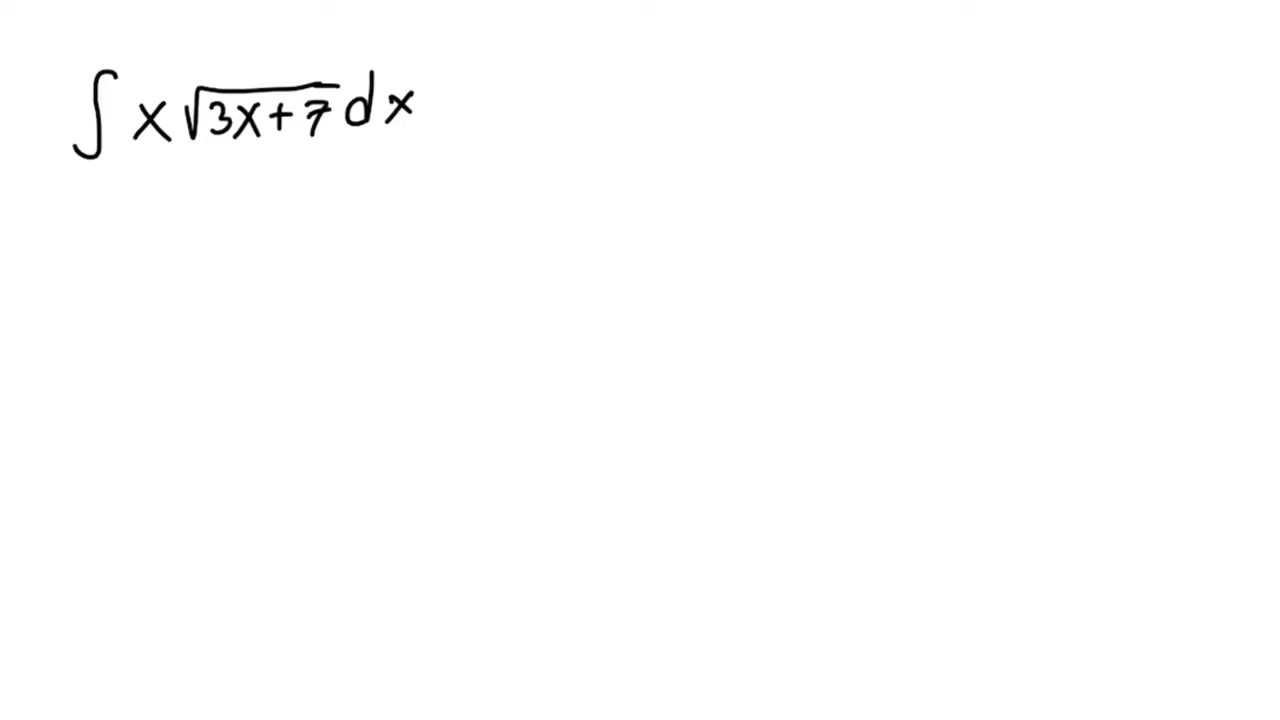 ∫ x √(3x+7) dx